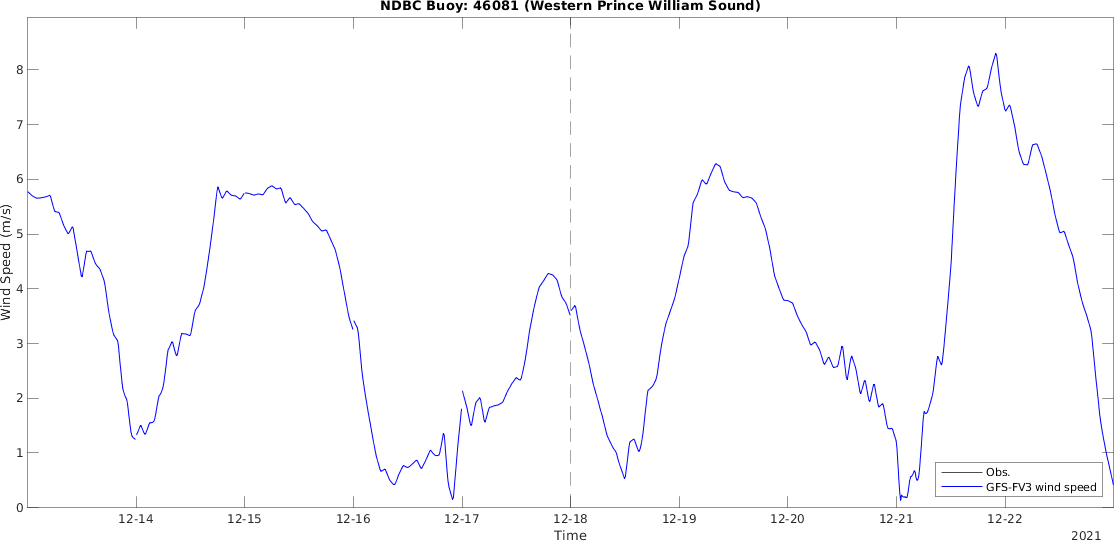 NDBC Buoy: 46081 (Western Prince William Sound)
Wind Speed (m/s)
8
7
6
5
4
3
2
1
0
Obs.
GFS-FV3 wind speed
12-14 12-15 12-16 12-17 12-18 12-19 12-20 12-21 12-22
Time
2021